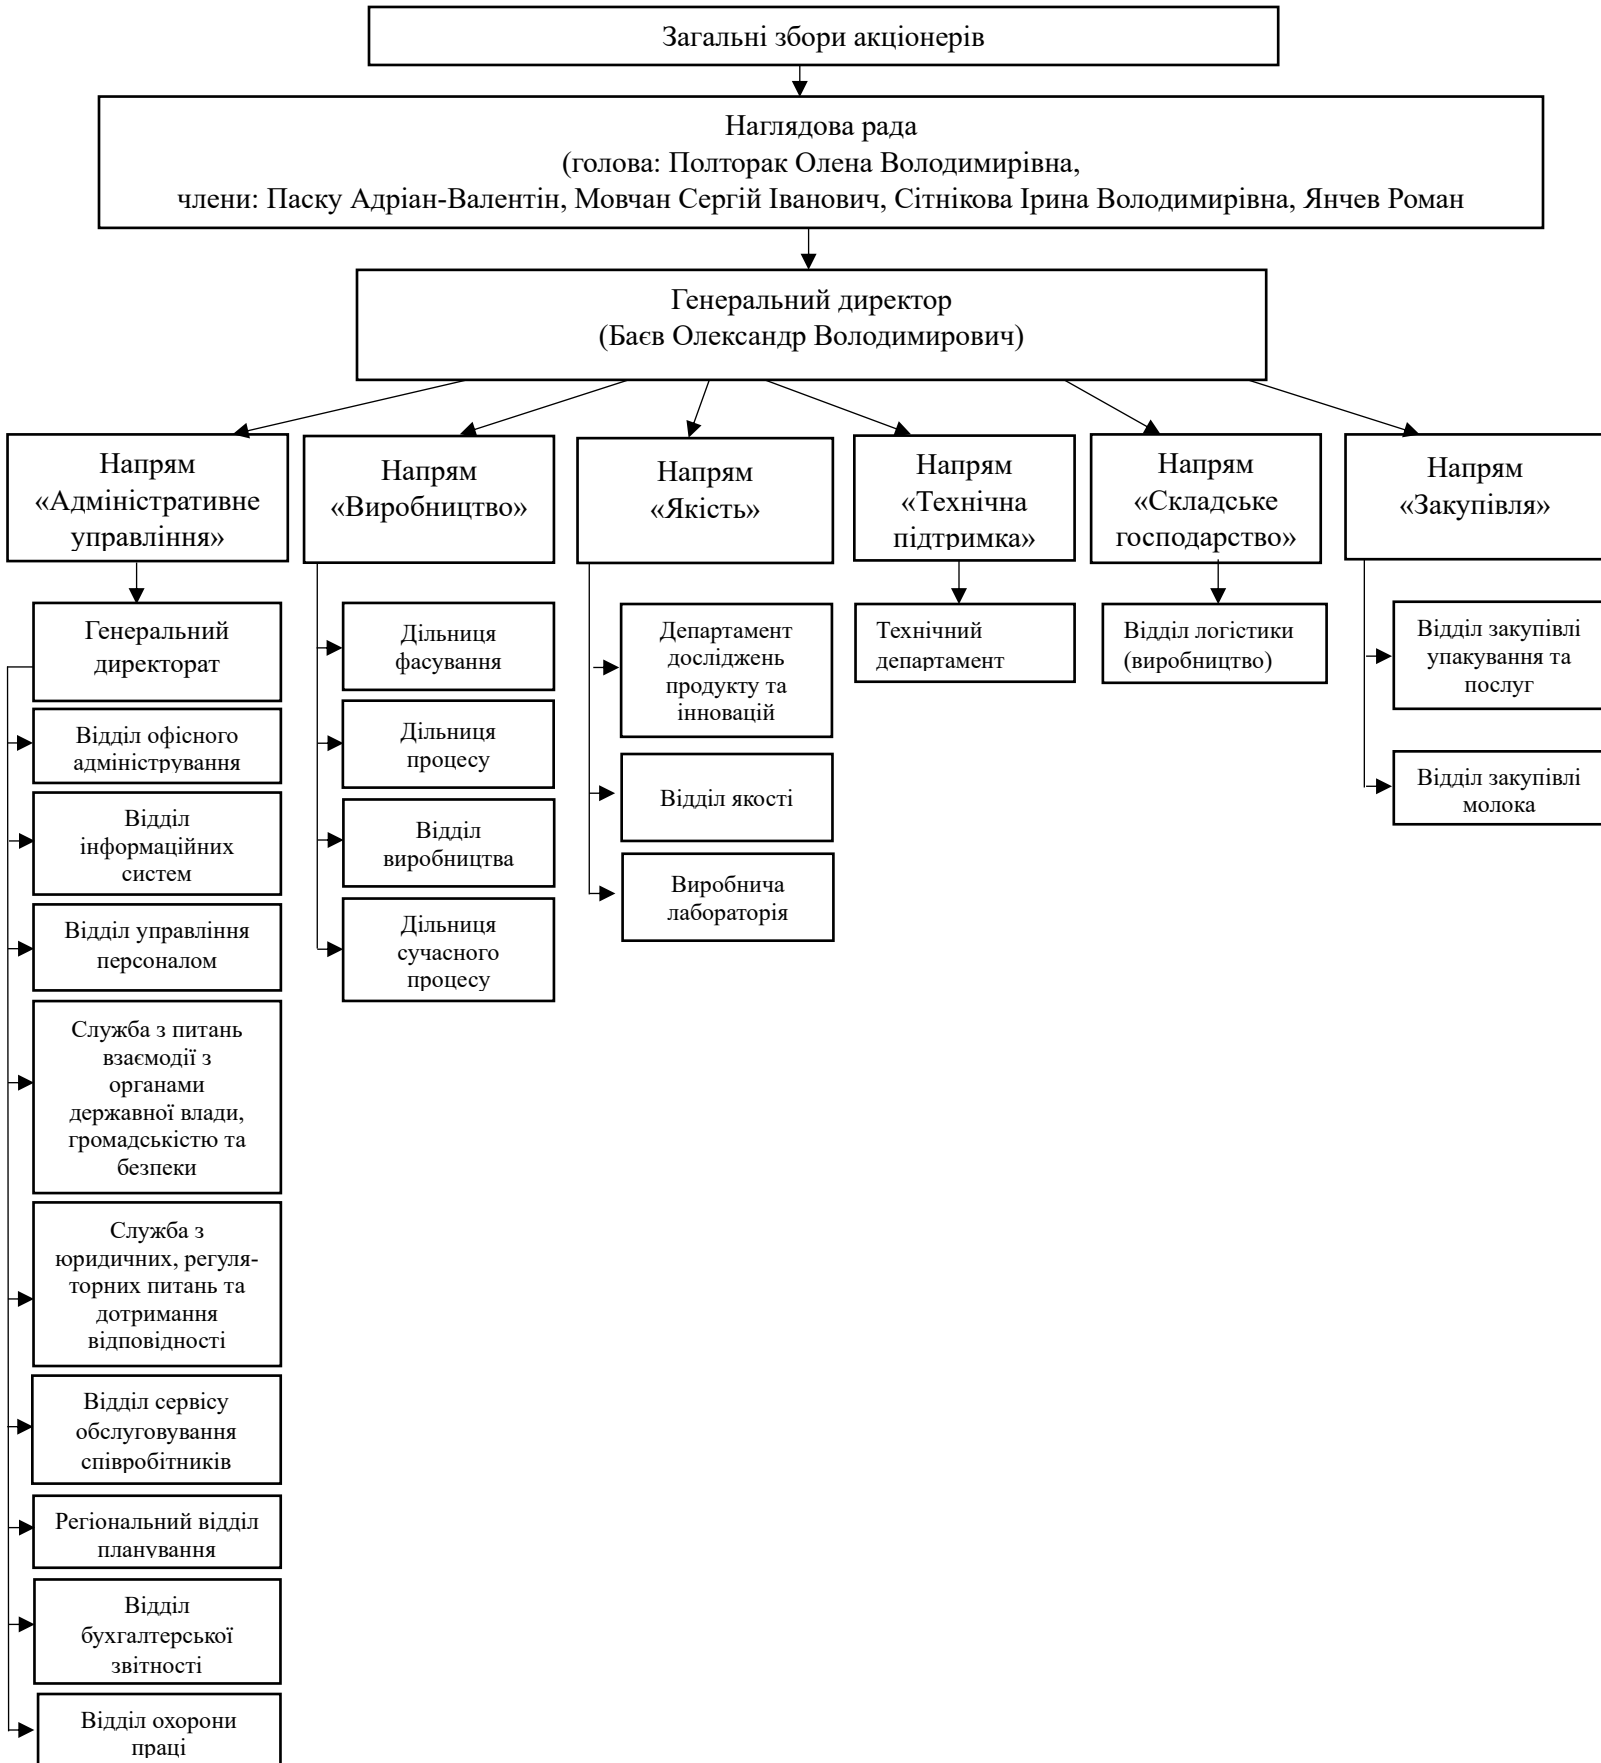 Загальні збори акціонерів
Наглядова рада
(голова: Полторак Олена Володимирівна,
члени: Паску Адріан-Валентін, Мовчан Сергій Іванович, Сітнікова Ірина Володимирівна, Янчев Роман
Генеральний директор
(Баєв Олександр Володимирович)
Напрям
«Адміністративне
управління»
Напрям
«Виробництво»
Напрям
«Якість»
Напрям
«Технічна
підтримка»
Напрям
«Складське
господарство»
Напрям
«Закупівля»
Генеральний
директорат
Відділ офісного
адміністрування
Відділ
інформаційних
систем
Відділ управління
персоналом
Служба з питань
взаємодії з
органами
державної влади,
громадськістю та
безпеки
Служба з
юридичних, регуля-
торних питань та
дотримання
відповідності
Відділ сервісу
обслуговування
співробітників
Регіональний відділ
планування
Відділ
бухгалтерської
звітності
Відділ охорони
праці
Дільниця
фасування
Дільниця
процесу
Відділ
виробництва
Дільниця
сучасного
процесу
Департамент
досліджень
продукту та
інновацій
Відділ якості
Виробнича
лабораторія
Технічний
департамент
Відділ логістики
(виробництво)
Відділ закупівлі
упакування та
послуг
Відділ закупівлі
молока